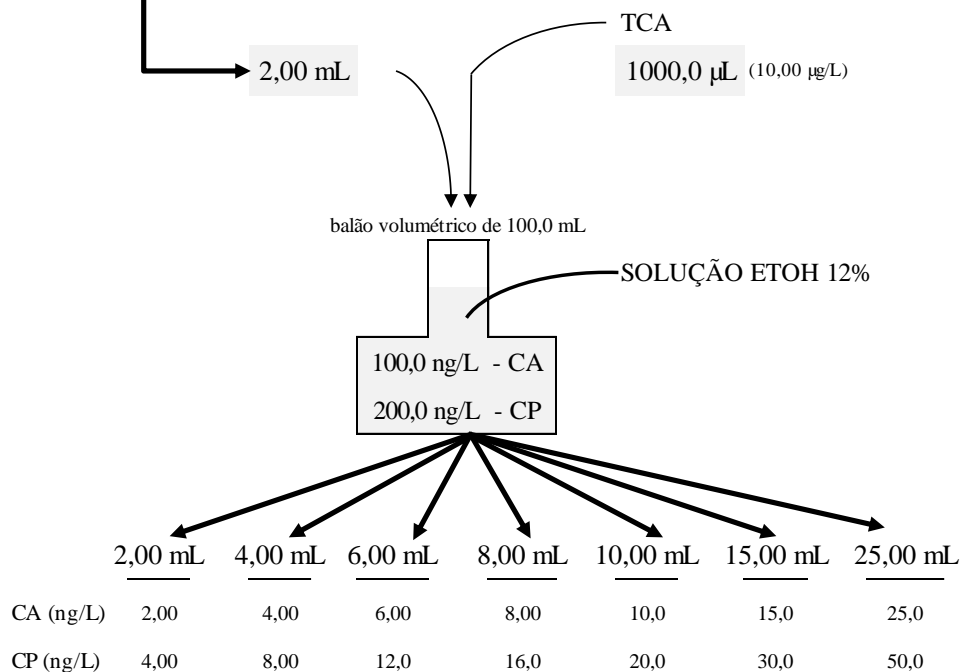 TCA
2,00 mL
1000,0 µL (10,00 µg/L)
balão volumétrico de 100,0 mL
SOLUÇÃO ETOH 12%
100,0 ng/L - CA
200,0 ng/L - CP
2,00 mL 4,00 mL 6,00 mL 8,00 mL 10,00 mL 15,00 mL 25,00 mL
CA (ng/L) 2,00 4,00 6,00 8,00 10,0 15,0 25,0
CP (ng/L) 4,00 8,00 12,0 16,0 20,0 30,0 50,0